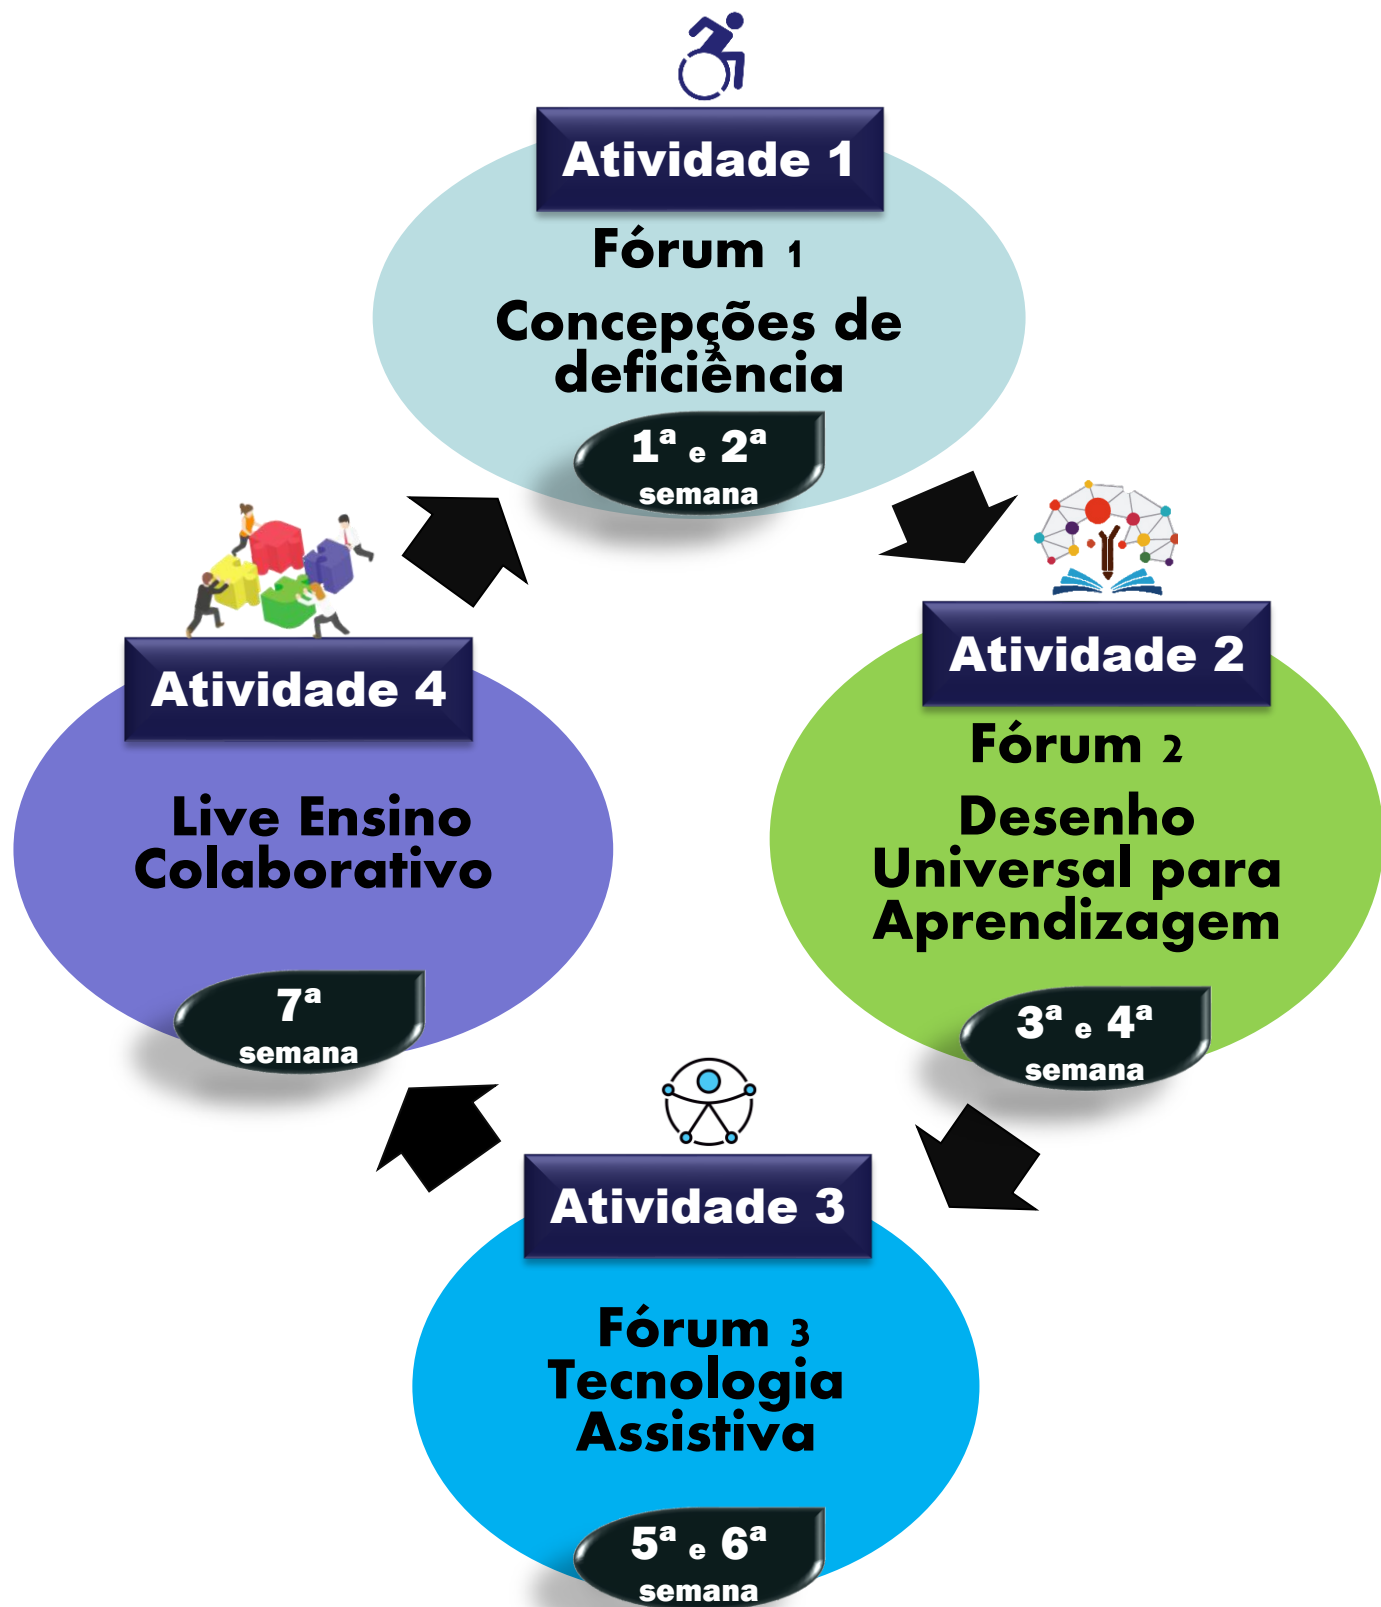 Atividade 1
Fórum 1
Concepções de
deficiência
1ª e 2ª
semana
Atividade 2
Fórum 2
Desenho
Universal para
Aprendizagem
3ª e 4ª
semana
Atividade 3
Fórum 3
Tecnologia
Assistiva
5ª e 6ª
semana
Atividade 4
Live Ensino
Colaborativo
7ª
semana